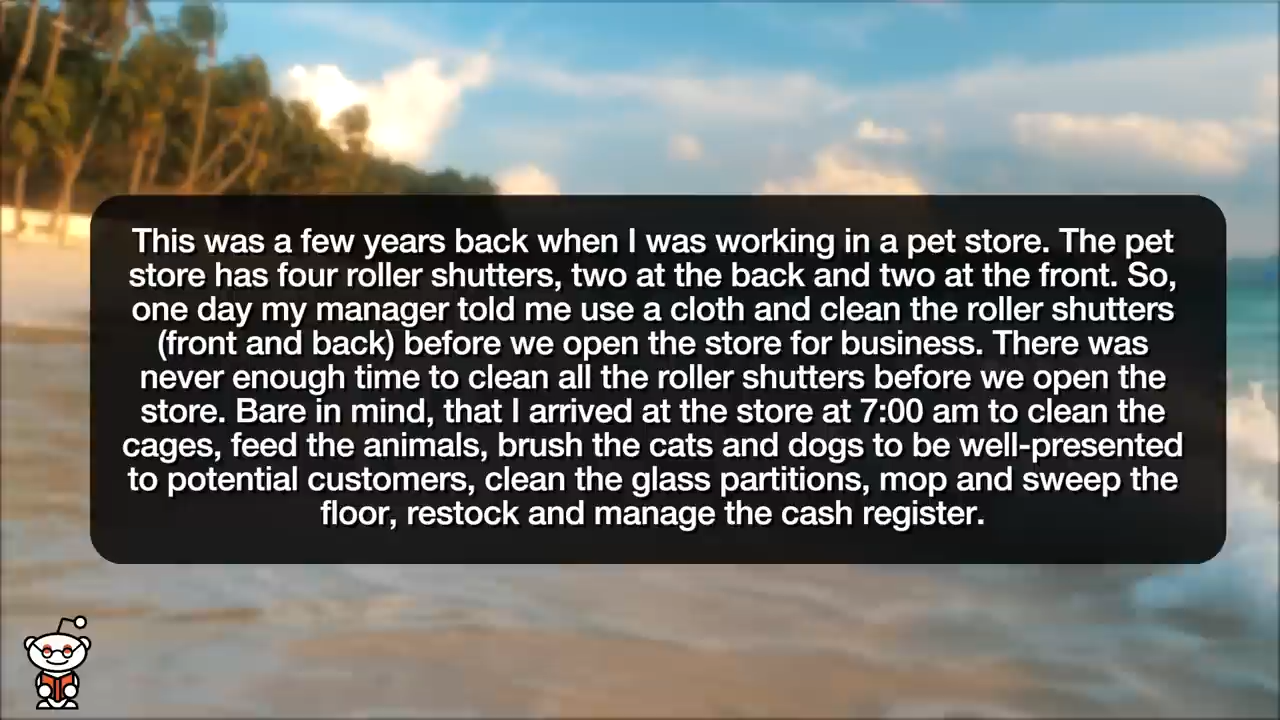 This was a few years back when I was working in a pet store. The pet
store has four roller shutters, two at the back and two at the front. So,
one day my manager told me use a cloth and clean the roller shutters
(front and back) before we open the store for business. There was
never enough time to clean all the roller shutters before we open the
store. Bare in mind, that I arrived at the store at 7:00 am to clean the
cages, feed the animals, brush the cats and dogs to be well-presented
to potential customers, clean the glass partitions, mop and sweep the
floor, restock and manage the cash register.